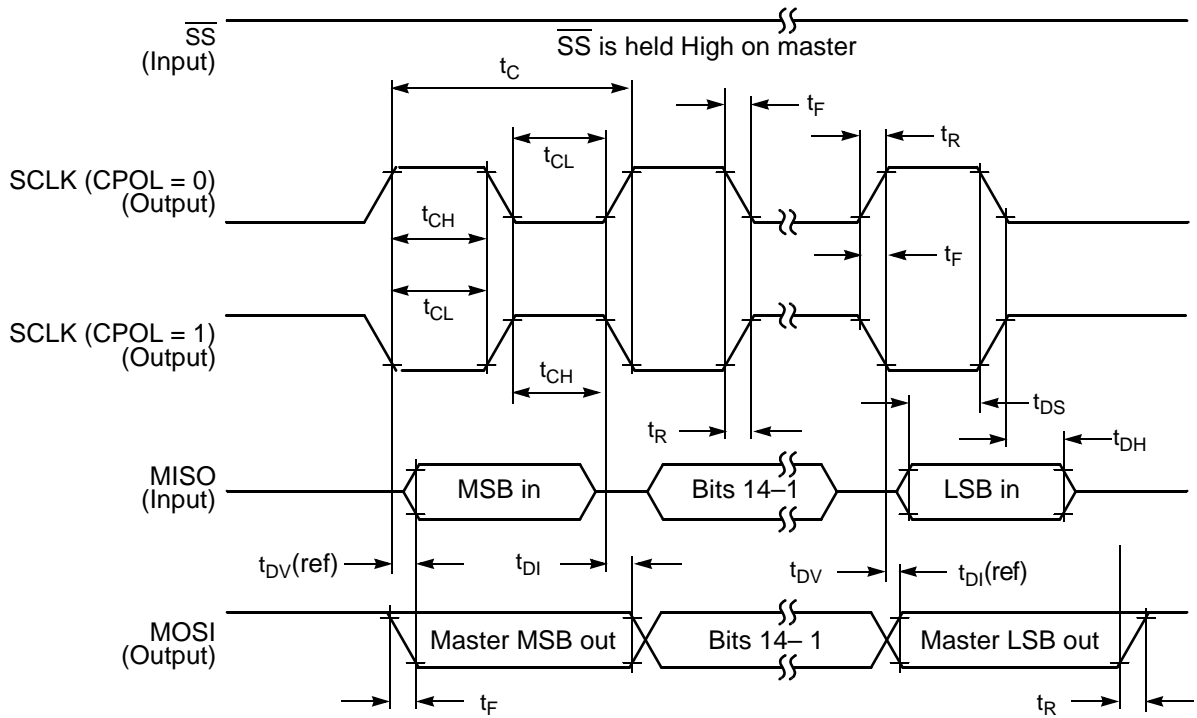 SS
(Input)
SS is held High on master
tC
tF
tR
tCL
SCLK (CPOL = 0)
(Output)
tCH
tF
tCL
SCLK (CPOL = 1)
(Output)
tCH
tDS
tR
tDH
MISO
(Input)
MSB in
Bits 14–1
LSB in
tDV(ref)
tDI
tDV
tDI(ref)
MOSI
(Output)
Master MSB out
Bits 14– 1
Master LSB out
tF
tR